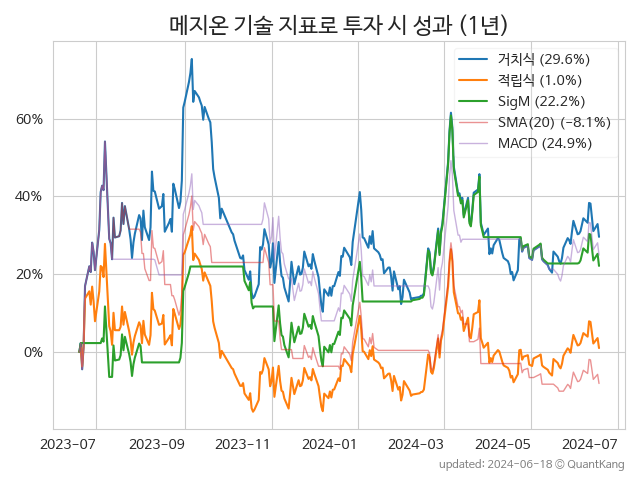 메지온 기술 지표로 투자 시 성과 (1년)
거치식 (29.6%)
적립식 (1.0%)
SigM (22.2%)
SMA(20) (−8.1%)
MACD (24.9%)
60%
40%
20%
0%
2023−07 2023−09 2023−11 2024−01 2024−03 2024−05 2024−07
updated: 2024-06-18 ⓒ QuantKang